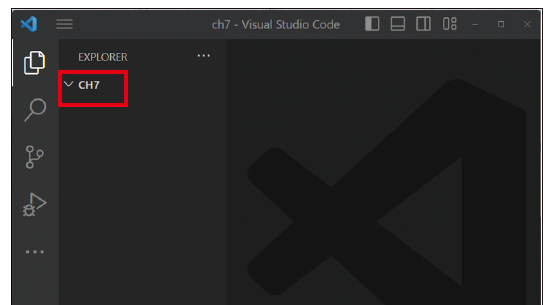 ch7 - Visual Studio Code
EXPLORER
CH7